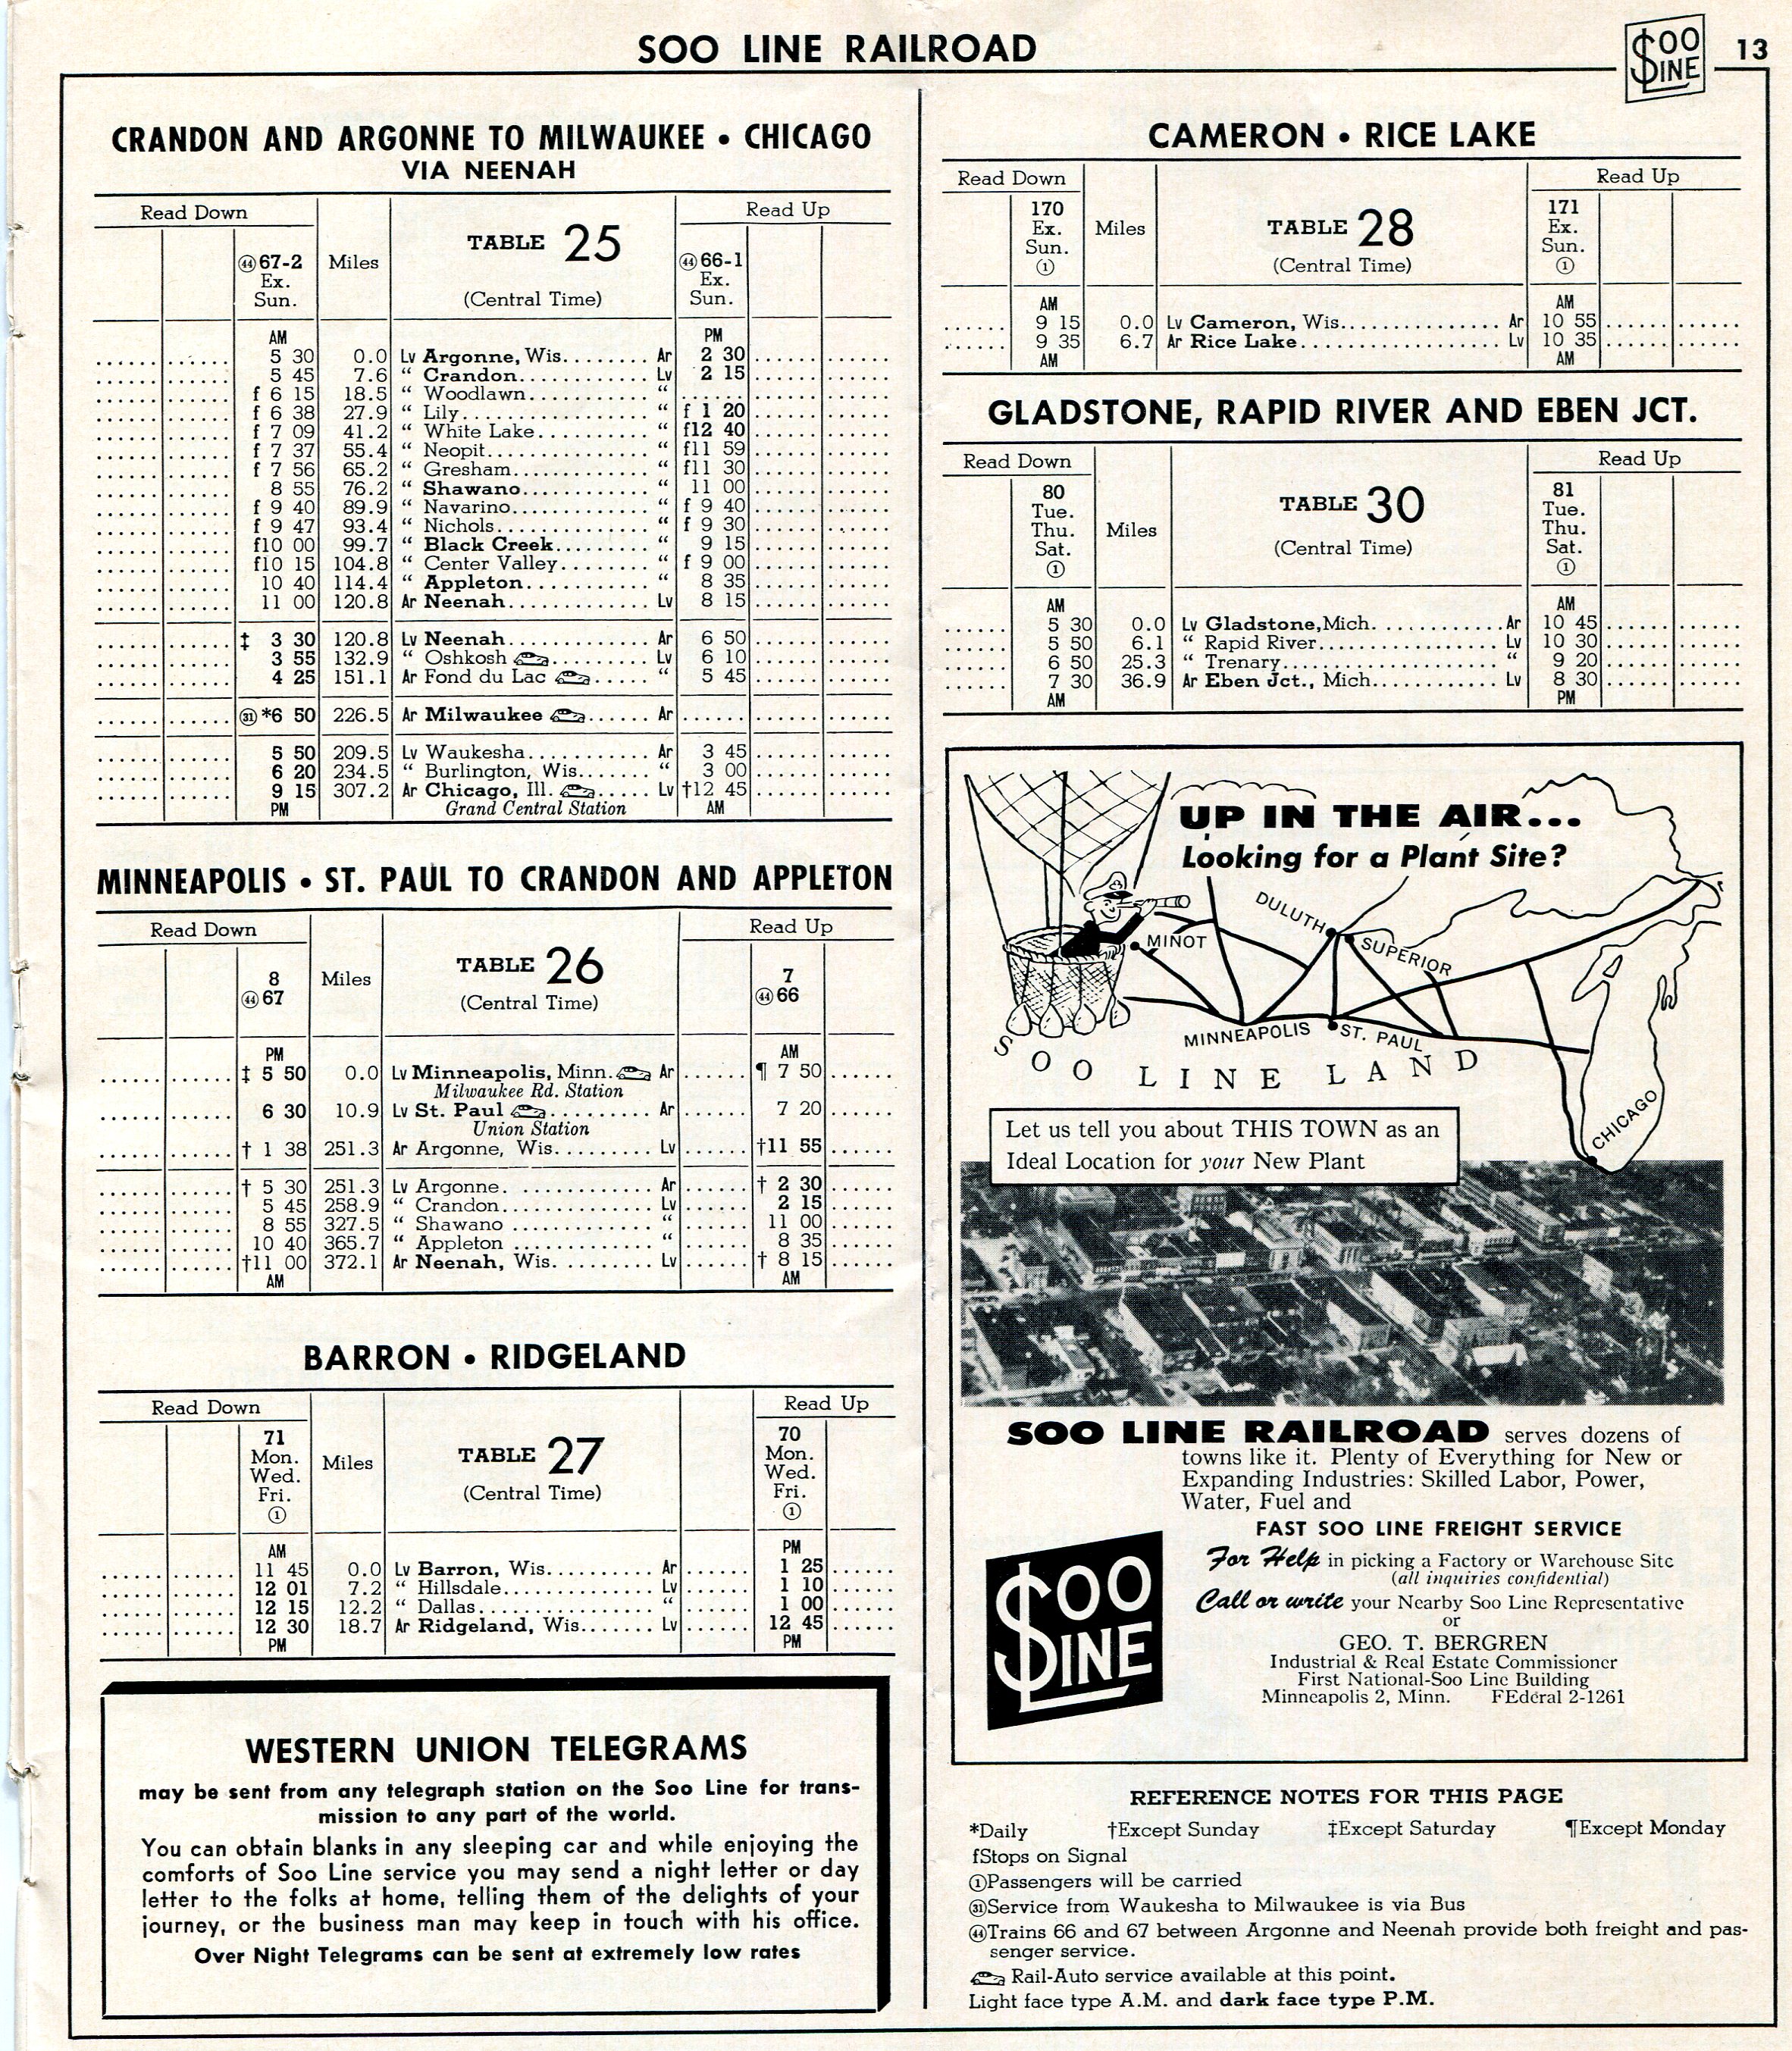 SOO LINE RAILROAD
SOO LINE
13
CRANDON AND ARGONNE TO MILWAUKEE • CHICAGO
VIA NEENAH
Read Down
Read Up
㊹67-2
Ex.
Sun.
Miles
TABLE 25
(Central Time)
㊹66-1
Ex.
Sun.
AM PM
5 30 0.0 Lv Argonne, Wis........ Ar 2 30
5 45 7.6 “ Crandon............ Lv 2 15
f 6 15 18.5 “ Woodlawn........... “ ......
f 6 38 27.9 “ Lily.................. “ f 1 20
f 7 09 41.2 “ White Lake.......... “ f12 40
f 7 37 55.4 “ Neopit............... “ f11 59
f 7 56 65.2 “ Gresham............ “ f11 30
8 55 76.2 “ Shawano............ “ 11 00
f 9 40 89.9 “ Navarino............ “ f 9 40
f 9 47 93.4 “ Nichols.............. “ f 9 30
f10 00 99.7 “ Black Creek......... “ 9 15
f10 15 104.8 “ Center Valley........ “ f 9 00
10 40 114.4 “ Appleton............ “ 8 35
11 00 120.8 Ar Neenah.............. Lv 8 15
‡ 3 30 120.8 Lv Neenah.............. Ar 6 50
3 55 132.9 “ Oshkosh ......... Lv 6 10
4 25 151.1 Ar Fond du Lac ..... “ 5 45
㉛ *6 50 226.5 Ar Milwaukee ...... Ar ......
5 50 209.5 Lv Waukesha............ Ar 3 45
6 20 234.5 “ Burlington, Wis....... “ 3 00
9 15 307.2 Ar Chicago, Ill. ..... Lv †12 45
PM Grand Central Station AM
MINNEAPOLIS • ST. PAUL TO CRANDON AND APPLETON
Read Down
Read Up
8
㊹67
Miles
TABLE 26
(Central Time)
7
㊹66
PM AM
‡ 5 50 0.0 Lv Minneapolis, Minn. Ar ¶ 7 50
Milwaukee Rd. Station
6 30 10.9 Lv St. Paul .......... Ar 7 20
Union Station
† 1 38 251.3 Ar Argonne, Wis.......... Lv †11 55
† 5 30 251.3 Lv Argonne. ............ Ar † 2 30
5 45 258.9 “ Crandon............. Lv 2 15
8 55 327.5 “ Shawano ............ “ 11 00
10 40 365.7 “ Appleton ............ “ 8 35
†11 00 372.1 Ar Neenah, Wis.......... Lv † 8 15
AM AM
BARRON • RIDGELAND
Read Down
Read Up
71
Mon.
Wed.
Fri.
①
Miles
TABLE 27
(Central Time)
70
Mon.
Wed.
Fri.
①
AM PM
11 45 0.0 Lv Barron, Wis........... Ar 1 25
12 01 7.2 “ Hillsdale.............. Lv 1 10
12 15 12.2 “ Dallas................. “ 1 00
12 30 18.7 Ar Ridgeland, Wis....... Lv 12 45
PM PM
WESTERN UNION TELEGRAMS
may be sent from any telegraph station on the Soo Line for trans-
mission to any part of the world.
You can obtain blanks in any sleeping car and while enjoying the
comforts of Soo Line service you may send a night letter or day
letter to the folks at home, telling them of the delights of your
journey, or the business man may keep in touch with his office.
Over Night Telegrams can be sent at extremely low rates
CAMERON • RICE LAKE
Read Down
Read Up
170
Ex.
Sun.
①
Miles
TABLE 28
(Central Time)
171
Ex.
Sun.
①
AM AM
9 15 0.0 Lv Cameron, Wis................ Ar 10 55
9 35 6.7 Ar Rice Lake.................... Lv 10 35
AM AM
GLADSTONE, RAPID RIVER AND EBEN JCT.
Read Down
Read Up
80
Tue.
Thu.
Sat.
①
Miles
TABLE 30
(Central Time)
81
Tue.
Thu.
Sat.
①
AM AM
5 30 0.0 Lv Gladstone, Mich............. Ar 10 45
5 50 6.1 “ Rapid River.................. Lv 10 30
6 50 25.3 “ Trenary...................... “ 9 20
7 30 36.9 Ar Eben Jct., Mich.............. Lv 8 30
AM PM
UP IN THE AIR...
Looking for a Plant Site?
DULUTH
SUPERIOR
MINOT
MINNEAPOLIS
ST. PAUL
SOO LINE LAND
CHICAGO
Let us tell you about THIS TOWN as an
Ideal Location for your New Plant
SOO LINE RAILROAD serves dozens of
towns like it. Plenty of Everything for New or
Expanding Industries: Skilled Labor, Power,
Water, Fuel and
FAST SOO LINE FREIGHT SERVICE
For Help in picking a Factory or Warehouse Site
(all inquiries confidential)
Call or write your Nearby Soo Line Representative
or
GEO. T. BERGREN
Industrial & Real Estate Commissioner
First National-Soo Line Building
Minneapolis 2, Minn. FEderal 2-1261
SOO LINE
REFERENCE NOTES FOR THIS PAGE
*Daily †Except Sunday ‡Except Saturday ¶Except Monday
fStops on Signal
①Passengers will be carried
㉛Service from Waukesha to Milwaukee is via Bus
㊹Trains 66 and 67 between Argonne and Neenah provide both freight and pas-
senger service.
Rail-Auto service available at this point.
Light face type A.M. and dark face type P.M.